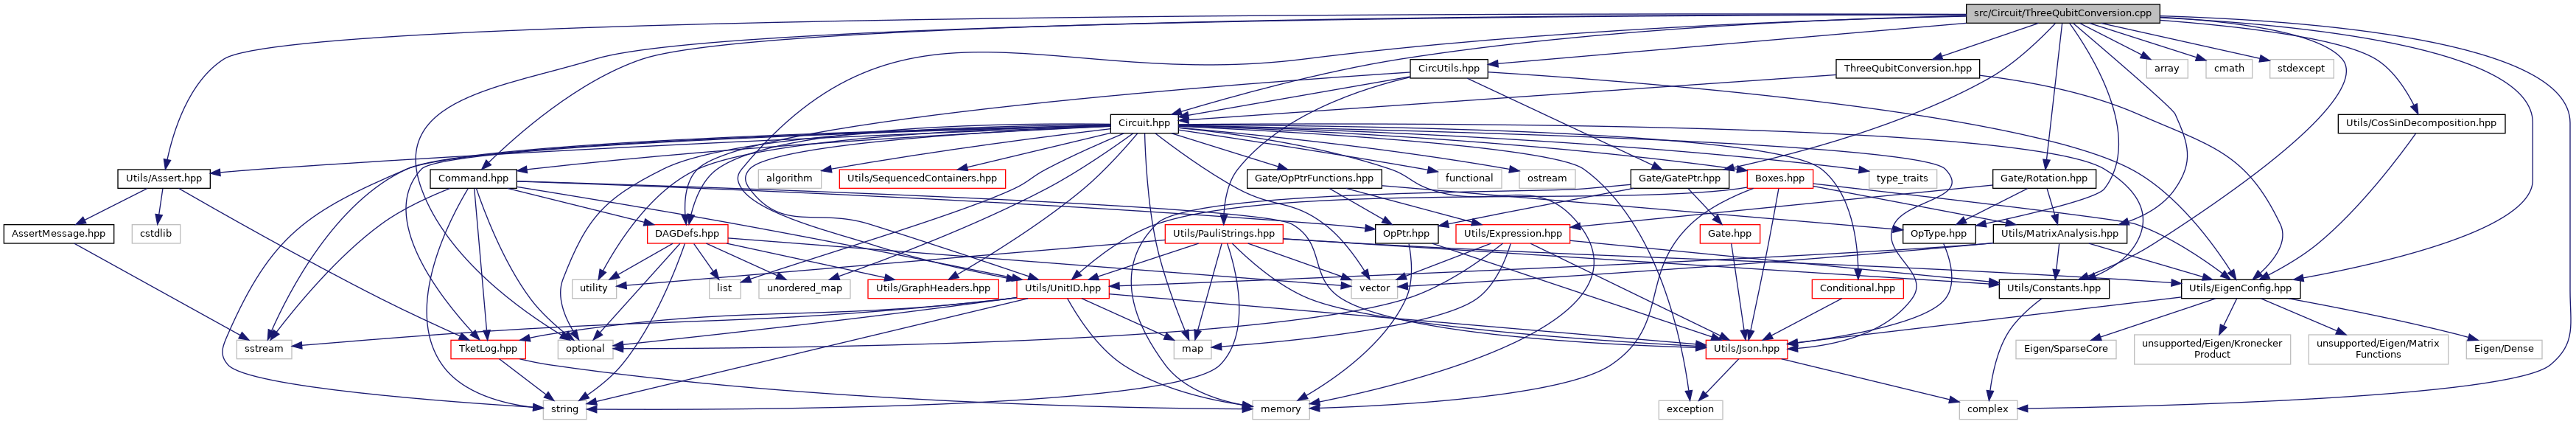 src/Circuit/ThreeQubitConversion.cpp
CircUtils.hpp
ThreeQubitConversion.hpp
array
cmath
stdexcept
Circuit.hpp
Utils/CosSinDecomposition.hpp
Utils/Assert.hpp
Command.hpp
algorithm
Utils/SequencedContainers.hpp
Gate/OpPtrFunctions.hpp
functional
ostream
Gate/GatePtr.hpp
Boxes.hpp
type_traits
Gate/Rotation.hpp
AssertMessage.hpp
cstdlib
DAGDefs.hpp
Utils/PauliStrings.hpp
OpPtr.hpp
Utils/Expression.hpp
Gate.hpp
OpType.hpp
Utils/MatrixAnalysis.hpp
utility
list
unordered_map
Utils/GraphHeaders.hpp
Utils/UnitID.hpp
vector
Conditional.hpp
Utils/Constants.hpp
Utils/EigenConfig.hpp
sstream
TketLog.hpp
optional
map
Utils/Json.hpp
Eigen/SparseCore
unsupported/Eigen/Kronecker
Product
unsupported/Eigen/Matrix
Functions
Eigen/Dense
string
memory
exception
complex